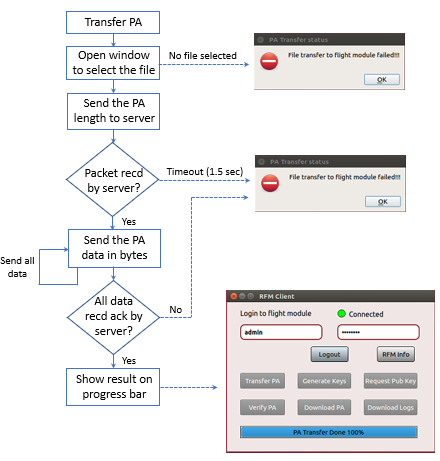 Transfer PA
Open window
to select the file
No file selected
PA Transfer status
File transfer to flight module failed!!!
OK
Send the PA
length to server
Packet recd
by server?
Timeout (1.5 sec)
PA Transfer status
File transfer to flight module failed!!!
OK
Yes
Send the PA
data in bytes
Send all
data
All data
recd ack by
server?
No
Yes
Show result on
progress bar
RFM Client
Login to flight module
Connected
admin
••••••••
Logout
RFM Info
Transfer PA
Generate Keys
Request Pub Key
Verify PA
Download PA
Download Logs
PA Transfer Done 100%